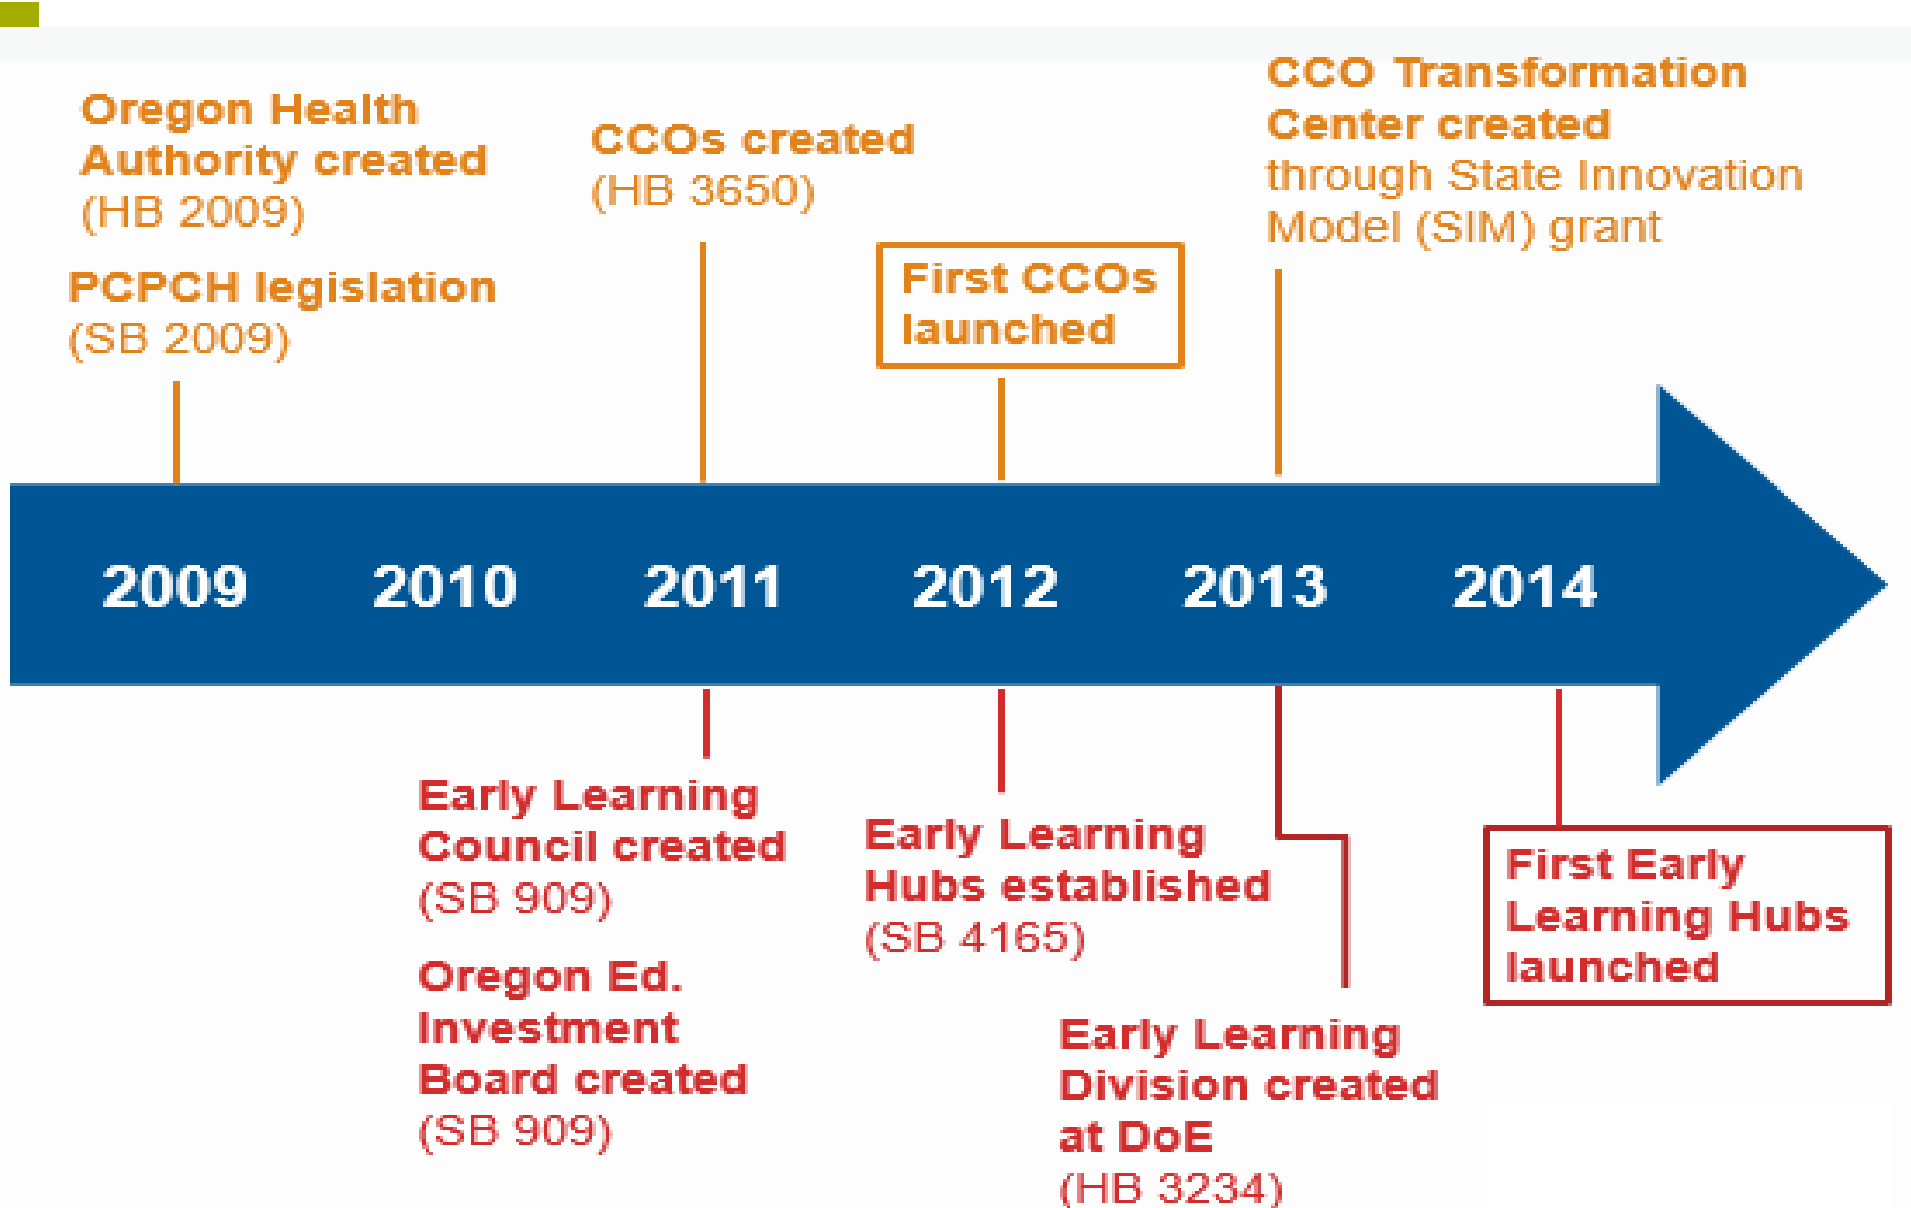 Oregon Health
Authority created
(HB 2009)
PCPCH legislation
(SB 2009)
CCOs created
(HB 3650)
First CCOs
launched
CCO Transformation
Center created
through State Innovation
Model (SIM) grant
2009 2010 2011 2012 2013 2014
Early Learning
Council created
(SB 909)
Oregon Ed.
Investment
Board created
(SB 909)
Early Learning
Hubs established
(SB 4165)
Early Learning
Division created
at DoE
(HB 3234)
First Early
Learning Hubs
launched